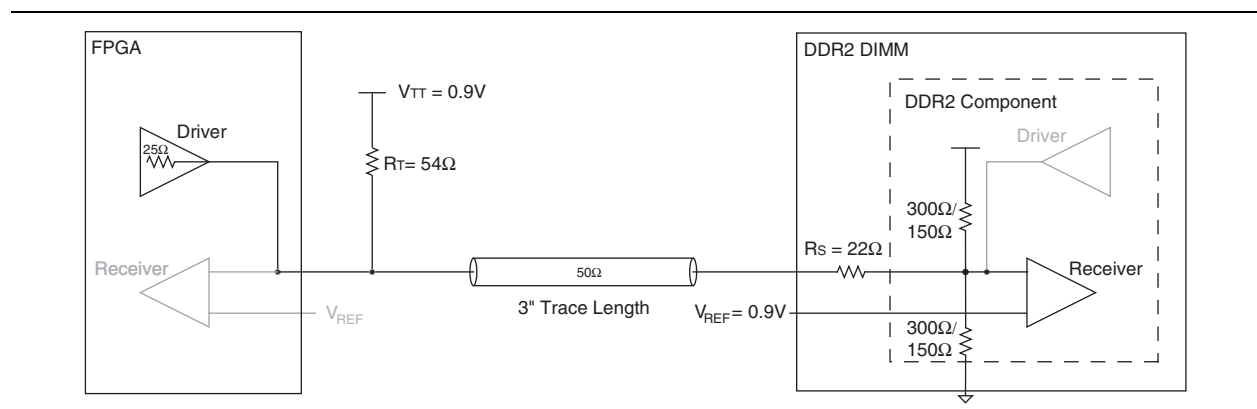 FPGA
DDR2 DIMM
VTT = 0.9V
DDR2 Component
Driver
Driver
25Ω
RT= 54Ω
300Ω/
150Ω
RS = 22Ω
Receiver
Receiver
50Ω
3" Trace Length
VREF
VREF = 0.9V
300Ω/
150Ω